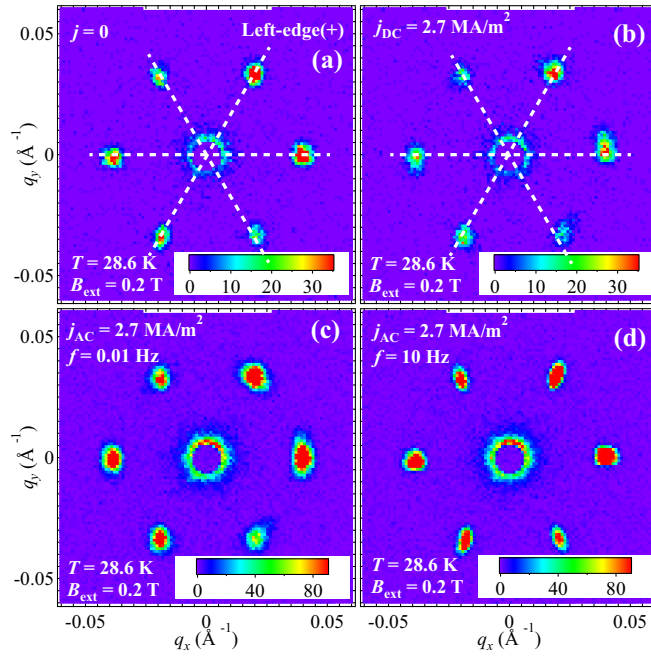 j = 0
Left-edge(+)
(a)
T = 28.6 K
B_ext = 0.2 T
0 10 20 30
j_DC = 2.7 MA/m²
(b)
T = 28.6 K
B_ext = 0.2 T
0 10 20 30
0.05
0
-0.05
q_y (Å⁻¹)
j_AC = 2.7 MA/m²
f = 0.01 Hz
(c)
T = 28.6 K
B_ext = 0.2 T
0 40 80
j_AC = 2.7 MA/m²
f = 10 Hz
(d)
T = 28.6 K
B_ext = 0.2 T
0 40 80
0.05
0
-0.05
q_y (Å⁻¹)
-0.05 0 0.05
q_x (Å⁻¹)
-0.05 0 0.05
q_x (Å⁻¹)